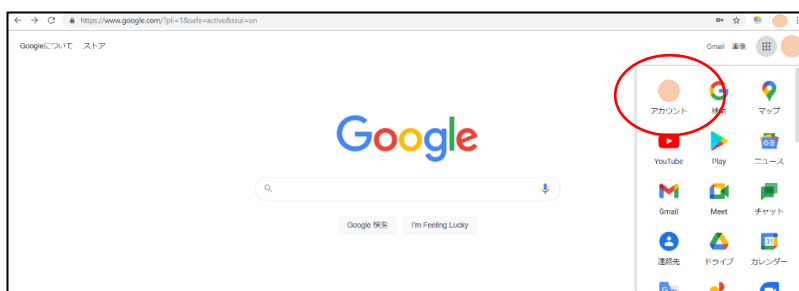 https://www.google.com/?pli=1&safe=active&ssui=on
Googleについて ストア
Gmail 画像
アカウント 検索 マップ
Google
YouTube Play ニュース
Gmail Meet チャット
Google 検索 I'm Feeling Lucky
連絡先 ドライブ カレンダー
31